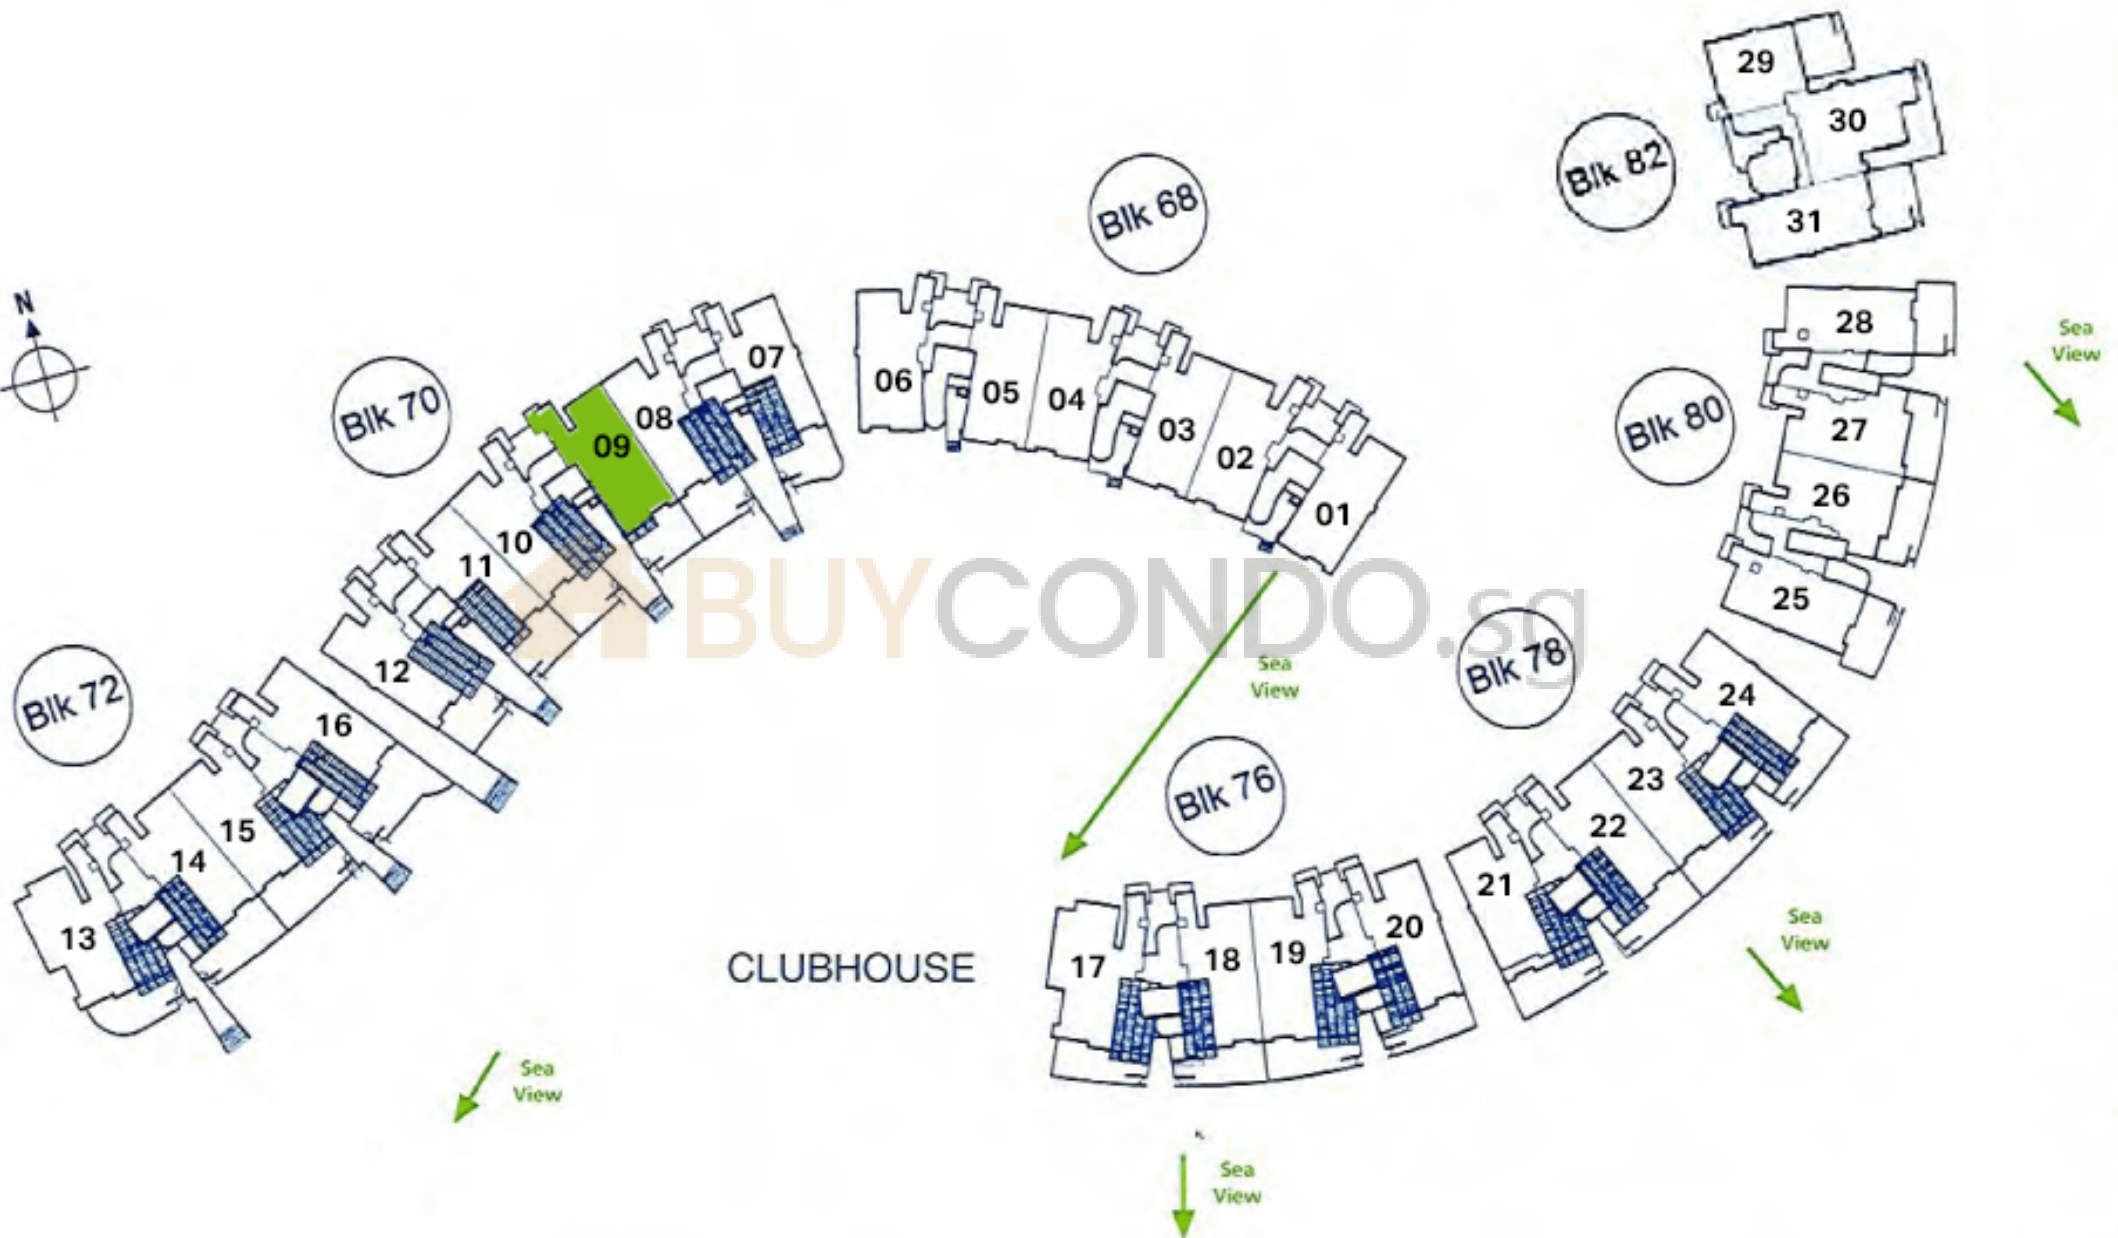 29
30
Blk 82
31
Blk 68
N
28
Sea
View
07
Blk 70
06
05
04
08
09
03
02
01
Blk 80
27
26
25
10
11
12
BUYCONDO.sg
Sea
View
Blk 78
24
Blk 72
16
15
14
13
Blk 76
23
22
21
20
19
18
17
CLUBHOUSE
Sea
View
Sea
View
Sea
View